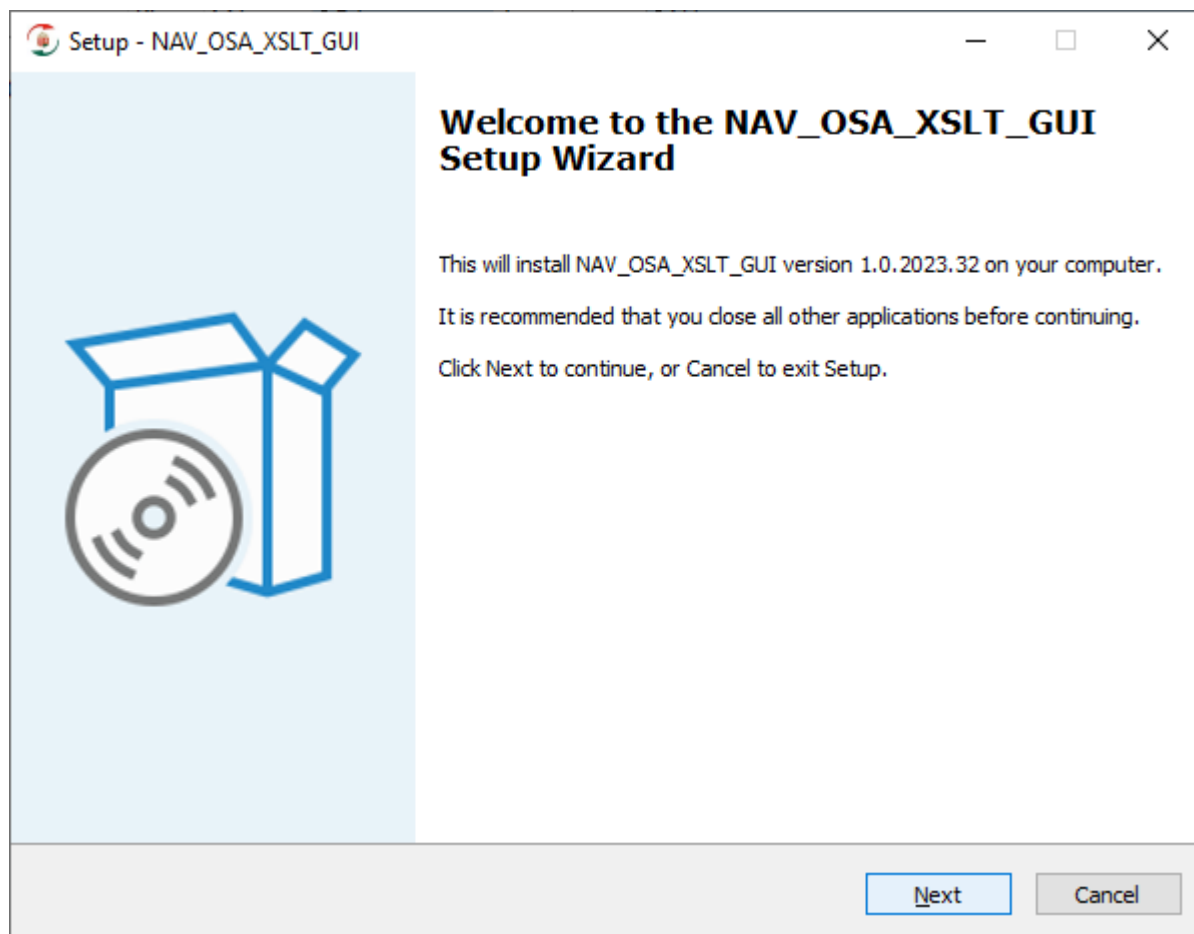 Setup - NAV_OSA_XSLT_GUI
Welcome to the NAV_OSA_XSLT_GUI
Setup Wizard
This will install NAV_OSA_XSLT_GUI version 1.0.2023.32 on your computer.
It is recommended that you close all other applications before continuing.
Click Next to continue, or Cancel to exit Setup.
Next
Cancel